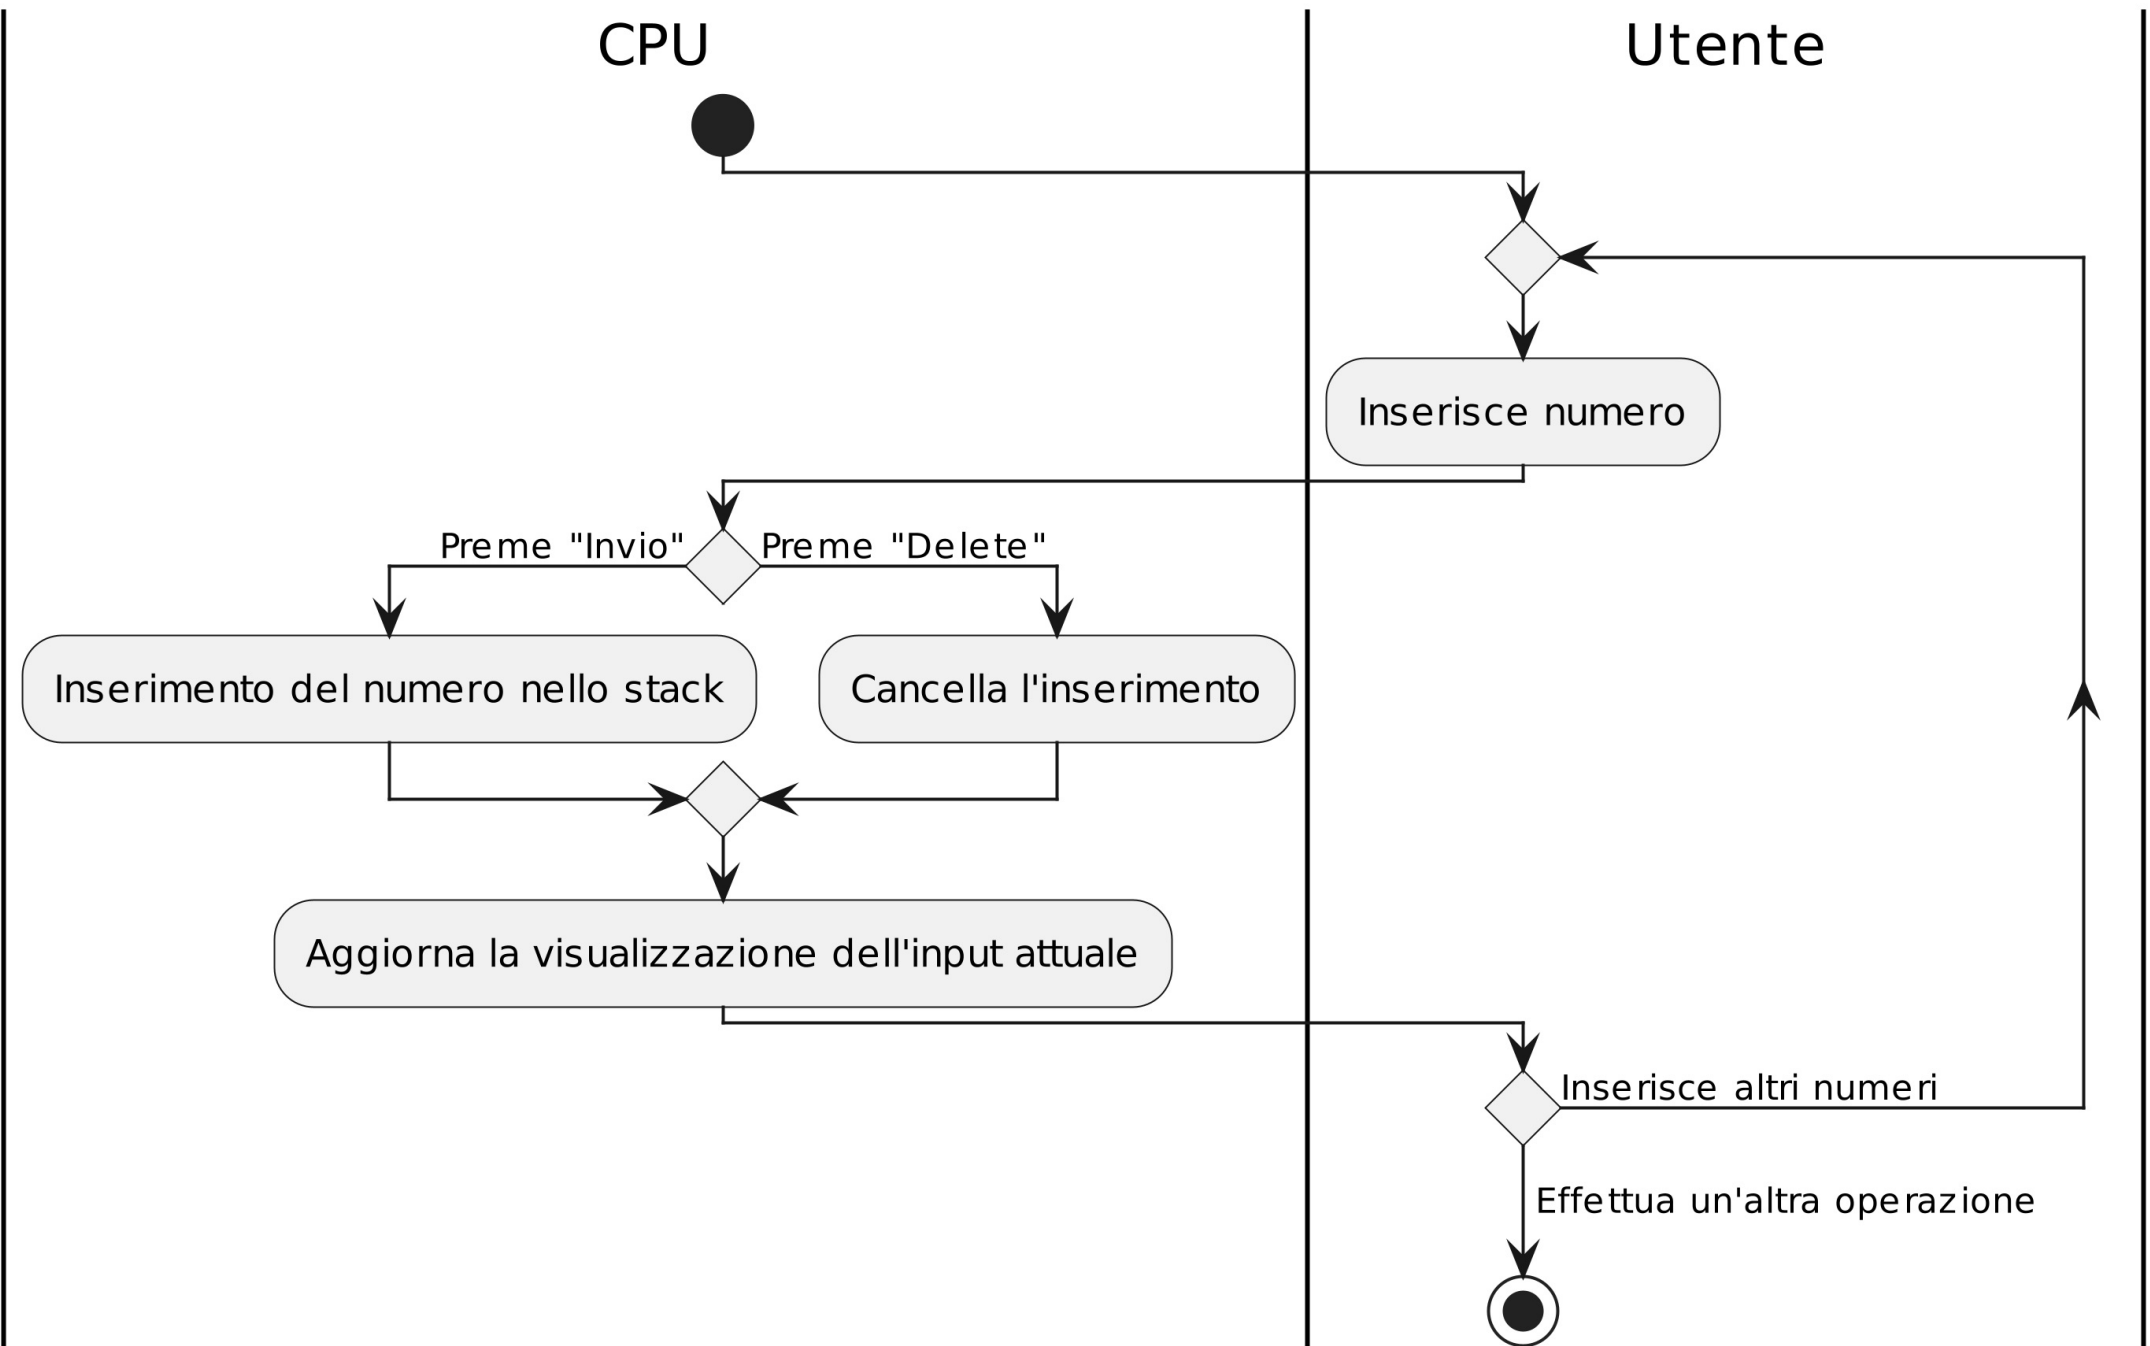 CPU
Utente
Inserisce numero
Preme "Invio"
Preme "Delete"
Inserimento del numero nello stack
Cancella l'inserimento
Aggiorna la visualizzazione dell'input attuale
Inserisce altri numeri
Effettua un'altra operazione